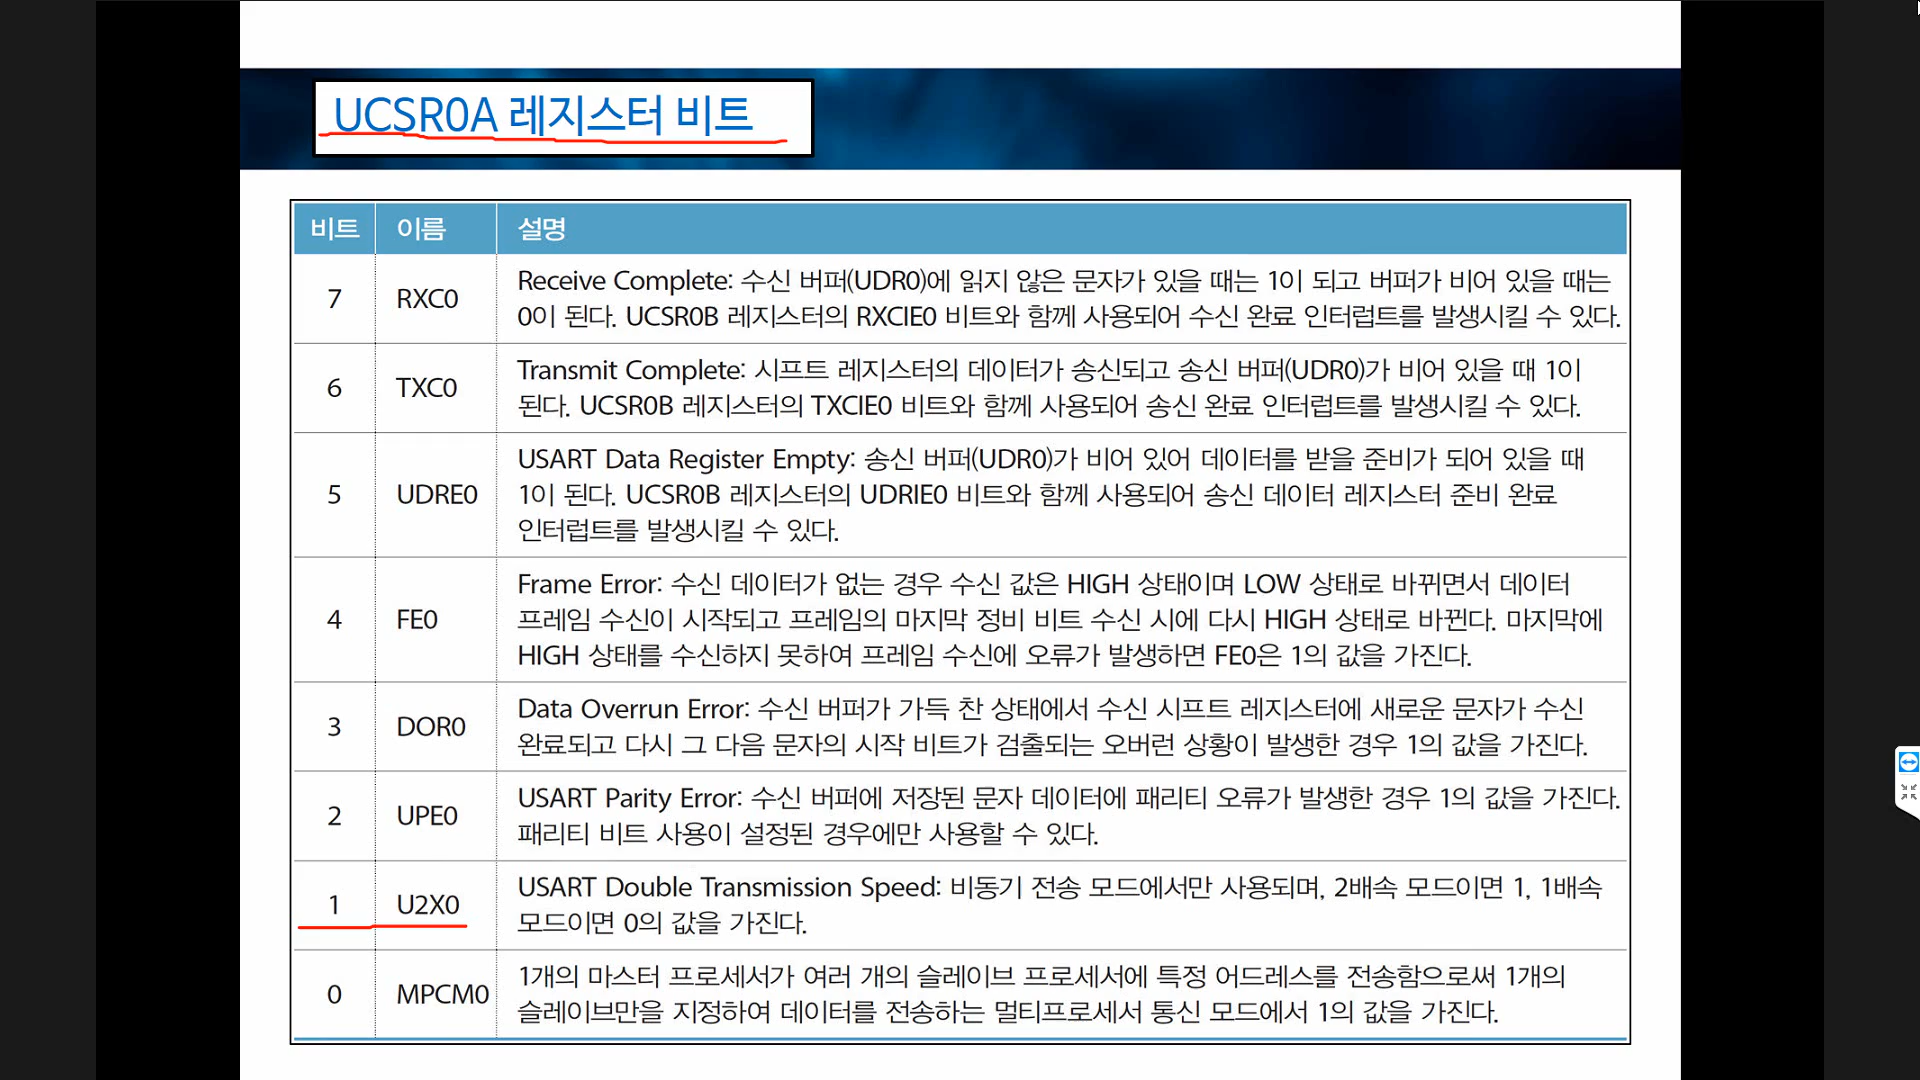 UCSR0A 레지스터 비트
비트 이름 설명
7 RXC0 Receive Complete: 수신 버퍼(UDR0)에 읽지 않은 문자가 있을 때는 1이 되고 버퍼가 비어 있을 때는
0이 된다. UCSR0B 레지스터의 RXCIE0 비트와 함께 사용되어 수신 완료 인터럽트를 발생시킬 수 있다.
6 TXC0 Transmit Complete: 시프트 레지스터의 데이터가 송신되고 송신 버퍼(UDR0)가 비어 있을 때 1이
된다. UCSR0B 레지스터의 TXCIE0 비트와 함께 사용되어 송신 완료 인터럽트를 발생시킬 수 있다.
5 UDRE0 USART Data Register Empty: 송신 버퍼(UDR0)가 비어 있어 데이터를 받을 준비가 되어 있을 때
1이 된다. UCSR0B 레지스터의 UDRIE0 비트와 함께 사용되어 송신 데이터 레지스터 준비 완료
인터럽트를 발생시킬 수 있다.
4 FE0 Frame Error: 수신 데이터가 없는 경우 수신 값은 HIGH 상태이며 LOW 상태로 바뀌면서 데이터
프레임 수신이 시작되고 프레임의 마지막 정비 비트 수신 시에 다시 HIGH 상태로 바뀐다. 마지막에
HIGH 상태를 수신하지 못하여 프레임 수신에 오류가 발생하면 FE0은 1의 값을 가진다.
3 DOR0 Data Overrun Error: 수신 버퍼가 가득 찬 상태에서 수신 시프트 레지스터에 새로운 문자가 수신
완료되고 다시 그 다음 문자의 시작 비트가 검출되는 오버런 상황이 발생한 경우 1의 값을 가진다.
2 UPE0 USART Parity Error: 수신 버퍼에 저장된 문자 데이터에 패리티 오류가 발생한 경우 1의 값을 가진다.
패리티 비트 사용이 설정된 경우에만 사용할 수 있다.
1 U2X0 USART Double Transmission Speed: 비동기 전송 모드에서만 사용되며, 2배속 모드이면 1, 1배속
모드이면 0의 값을 가진다.
0 MPCM0 1개의 마스터 프로세서가 여러 개의 슬레이브 프로세서에 특정 어드레스를 전송함으로써 1개의
슬레이브만을 지정하여 데이터를 전송하는 멀티프로세서 통신 모드에서 1의 값을 가진다.